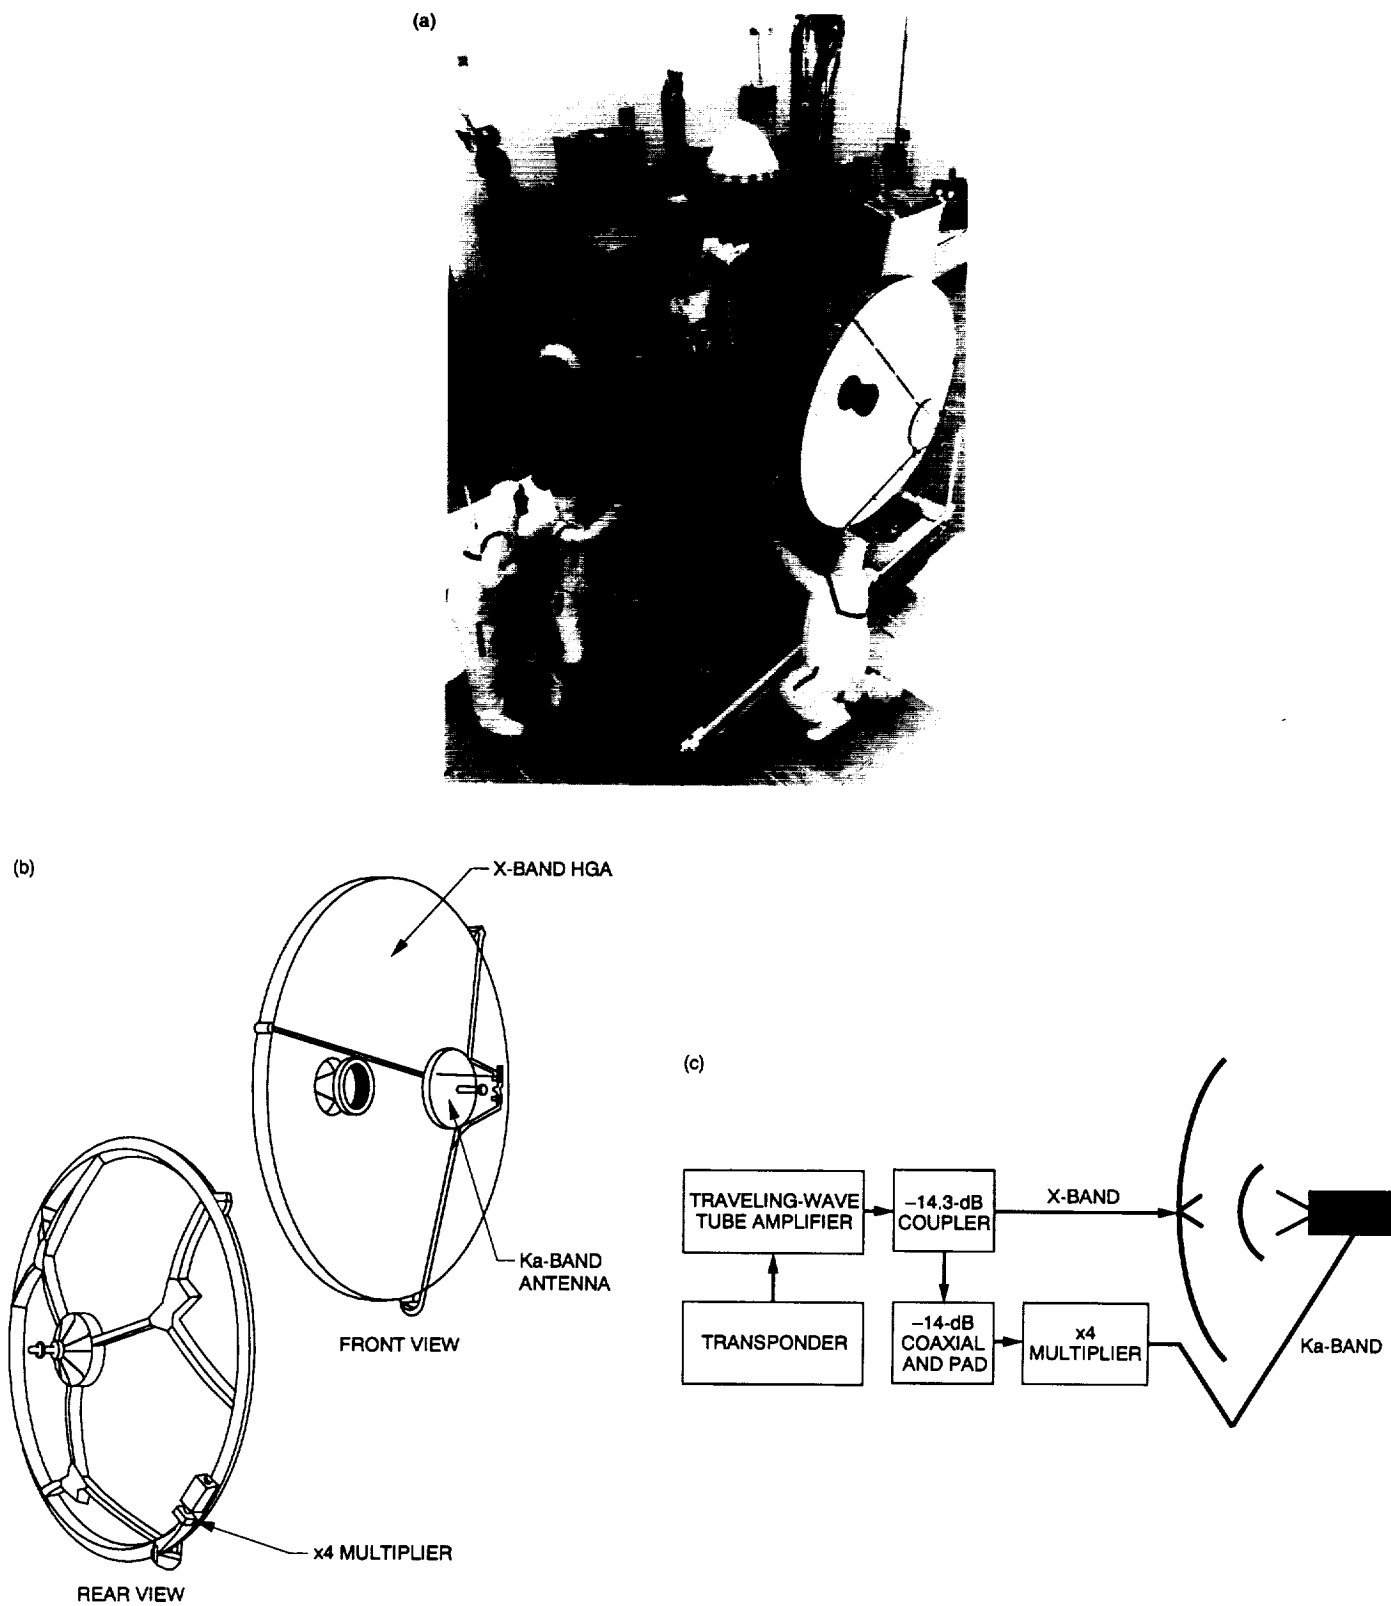 (a)
(b)
X-BAND HGA
Ka-BAND
ANTENNA
FRONT VIEW
x4 MULTIPLIER
REAR VIEW
(c)
TRAVELING-WAVE
TUBE AMPLIFIER
–14.3-dB
COUPLER
X-BAND
TRANSPONDER
–14-dB
COAXIAL
AND PAD
x4
MULTIPLIER
Ka-BAND